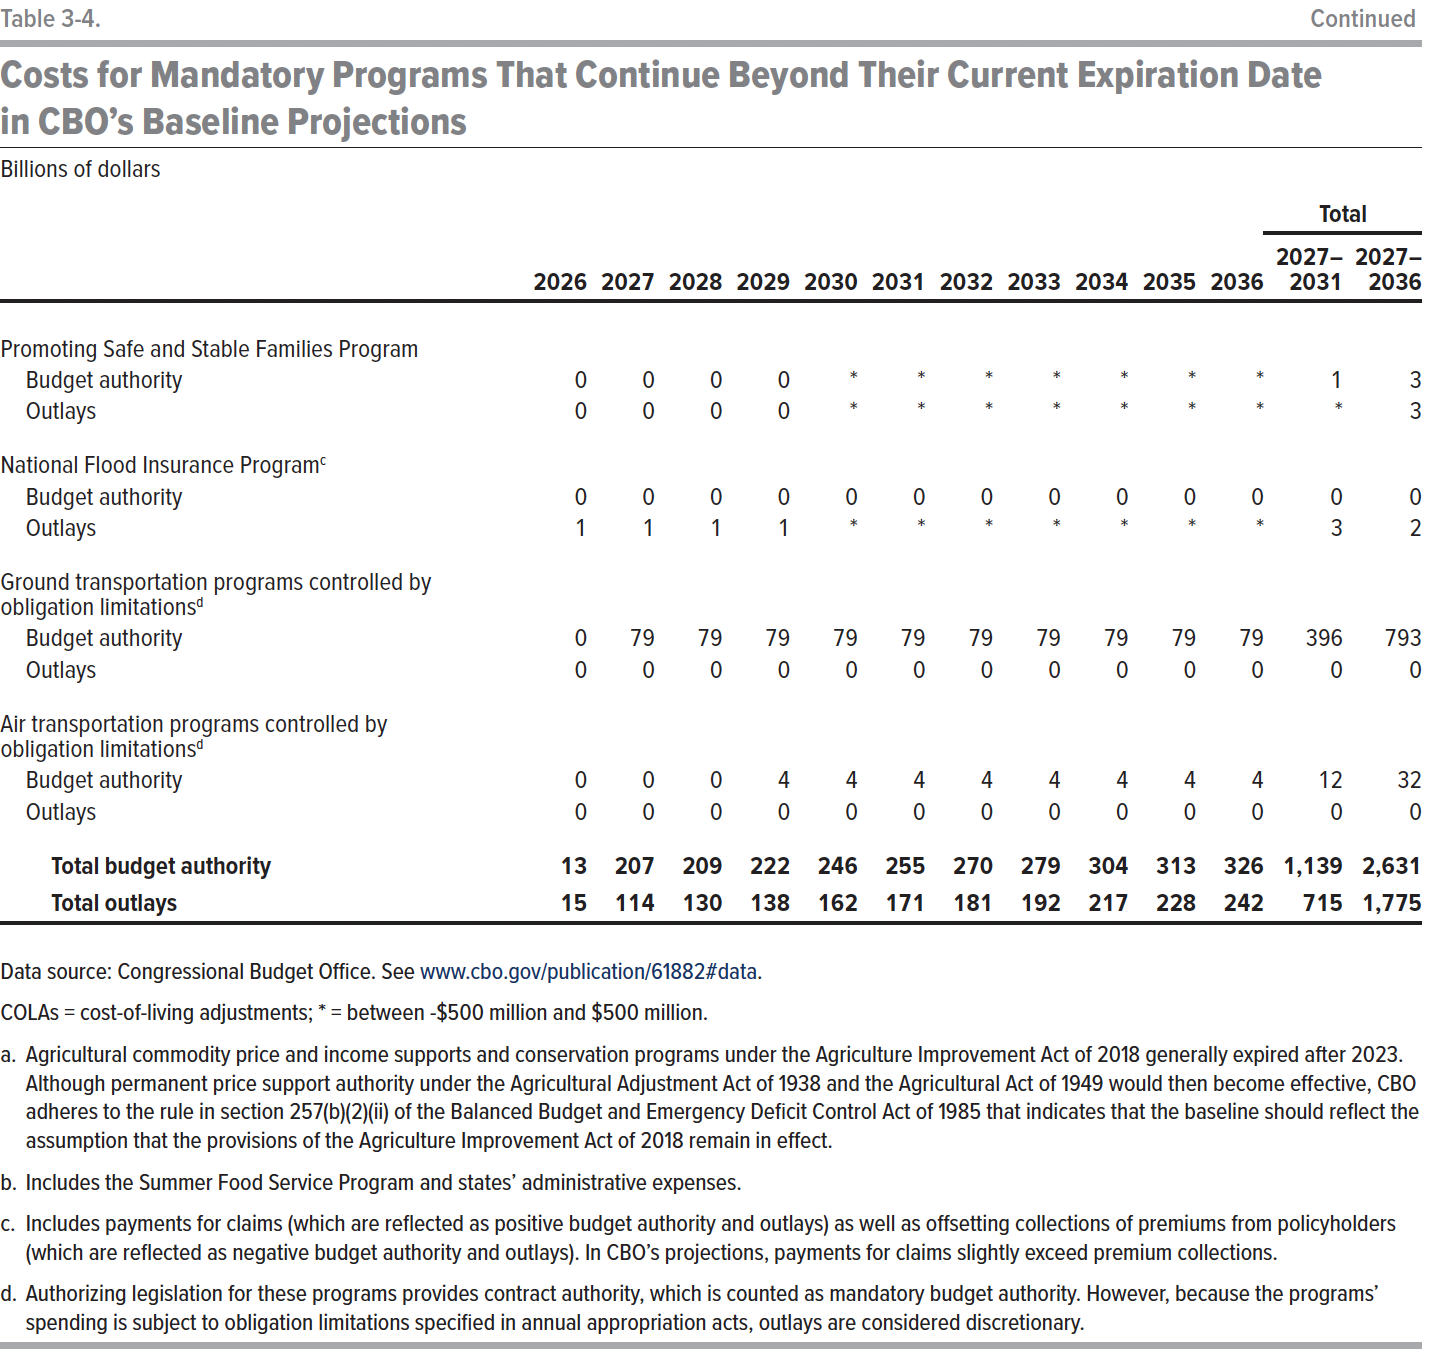 Table 3-4. Continued
Costs for Mandatory Programs That Continue Beyond Their Current Expiration Date
in CBO’s Baseline Projections
Billions of dollars
Total
2027– 2027–
2026 2027 2028 2029 2030 2031 2032 2033 2034 2035 2036 2031 2036
Promoting Safe and Stable Families Program
Budget authority 0 0 0 0 * * * * * * * 1 3
Outlays 0 0 0 0 * * * * * * * * 3
National Flood Insurance Programᶜ
Budget authority 0 0 0 0 0 0 0 0 0 0 0 0 0
Outlays 1 1 1 1 * * * * * * * 3 2
Ground transportation programs controlled by
obligation limitationsᵈ
Budget authority 0 79 79 79 79 79 79 79 79 79 79 396 793
Outlays 0 0 0 0 0 0 0 0 0 0 0 0 0
Air transportation programs controlled by
obligation limitationsᵈ
Budget authority 0 0 0 4 4 4 4 4 4 4 4 12 32
Outlays 0 0 0 0 0 0 0 0 0 0 0 0 0
Total budget authority 13 207 209 222 246 255 270 279 304 313 326 1,139 2,631
Total outlays 15 114 130 138 162 171 181 192 217 228 242 715 1,775
Data source: Congressional Budget Office. See www.cbo.gov/publication/61882#data.
COLAs = cost-of-living adjustments; * = between -$500 million and $500 million.
a. Agricultural commodity price and income supports and conservation programs under the Agriculture Improvement Act of 2018 generally expired after 2023.
Although permanent price support authority under the Agricultural Adjustment Act of 1938 and the Agricultural Act of 1949 would then become effective, CBO
adheres to the rule in section 257(b)(2)(ii) of the Balanced Budget and Emergency Deficit Control Act of 1985 that indicates that the baseline should reflect the
assumption that the provisions of the Agriculture Improvement Act of 2018 remain in effect.
b. Includes the Summer Food Service Program and states’ administrative expenses.
c. Includes payments for claims (which are reflected as positive budget authority and outlays) as well as offsetting collections of premiums from policyholders
(which are reflected as negative budget authority and outlays). In CBO’s projections, payments for claims slightly exceed premium collections.
d. Authorizing legislation for these programs provides contract authority, which is counted as mandatory budget authority. However, because the programs’
spending is subject to obligation limitations specified in annual appropriation acts, outlays are considered discretionary.